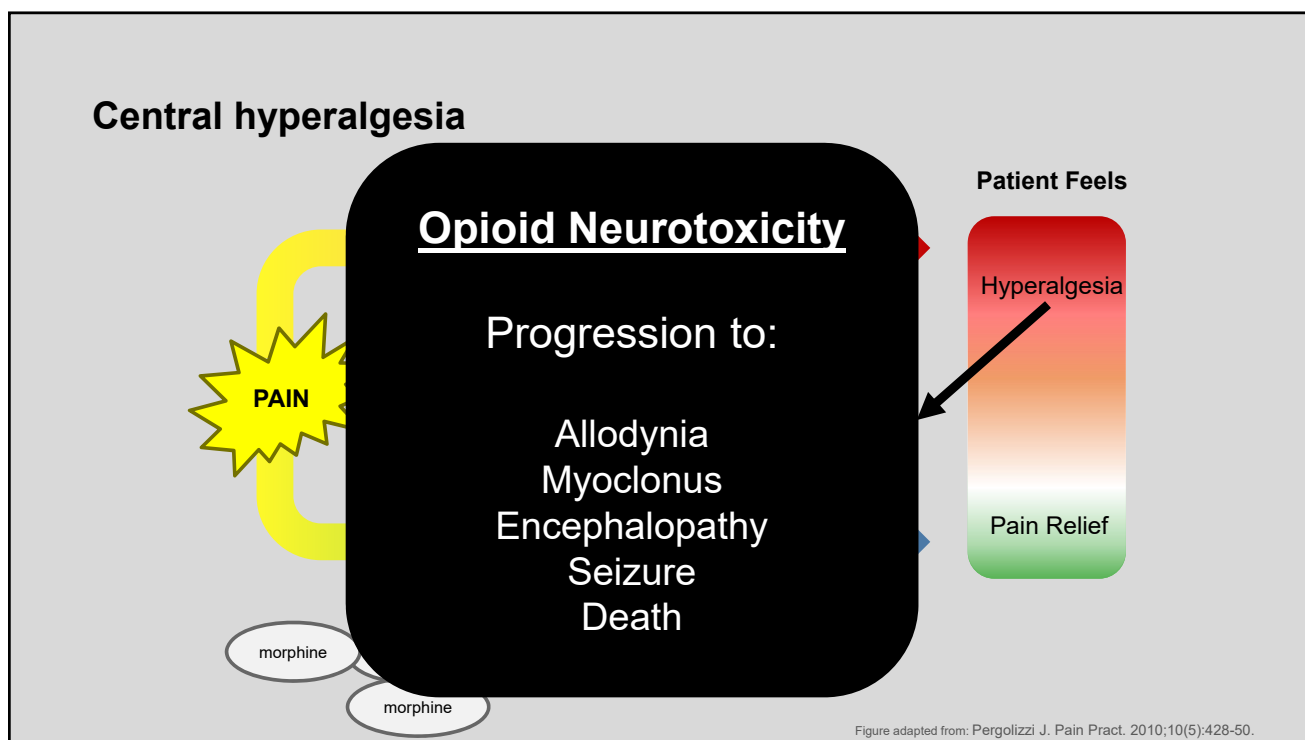 Central hyperalgesia
Patient Feels
Opioid Neurotoxicity
Hyperalgesia
Progression to:
PAIN
Allodynia
Myoclonus
Encephalopathy
Pain Relief
Seizure
Death
morphine
morphine
Figure adapted from: Pergolizzi J. Pain Pract. 2010;10(5):428-50.